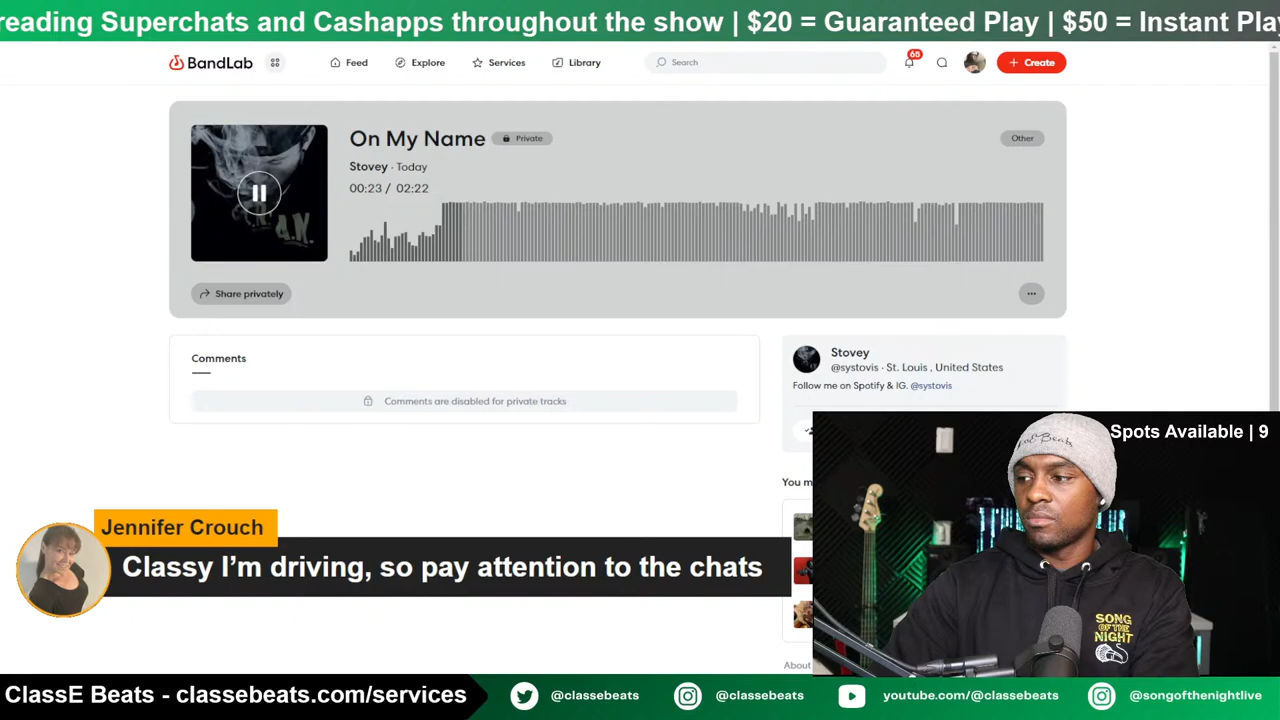 reading Superchats and Cashapps throughout the show | $20 = Guaranteed Play | $50 = Instant Play
BandLab
Feed
Explore
Services
Library
Search
65
Create
On My Name
Private
Other
Stovey · Today
00:23 / 02:22
Share privately
Comments
Comments are disabled for private tracks
Stovey
@systovis · St. Louis , United States
Follow me on Spotify & IG. @systovis
Spots Available | 9
You m
Jennifer Crouch
Classy I’m driving, so pay attention to the chats
SONG
OF THE
NIGHT
About
ClassE Beats - classebeats.com/services
@classebeats
@classebeats
youtube.com/@classebeats
@songofthenightlive